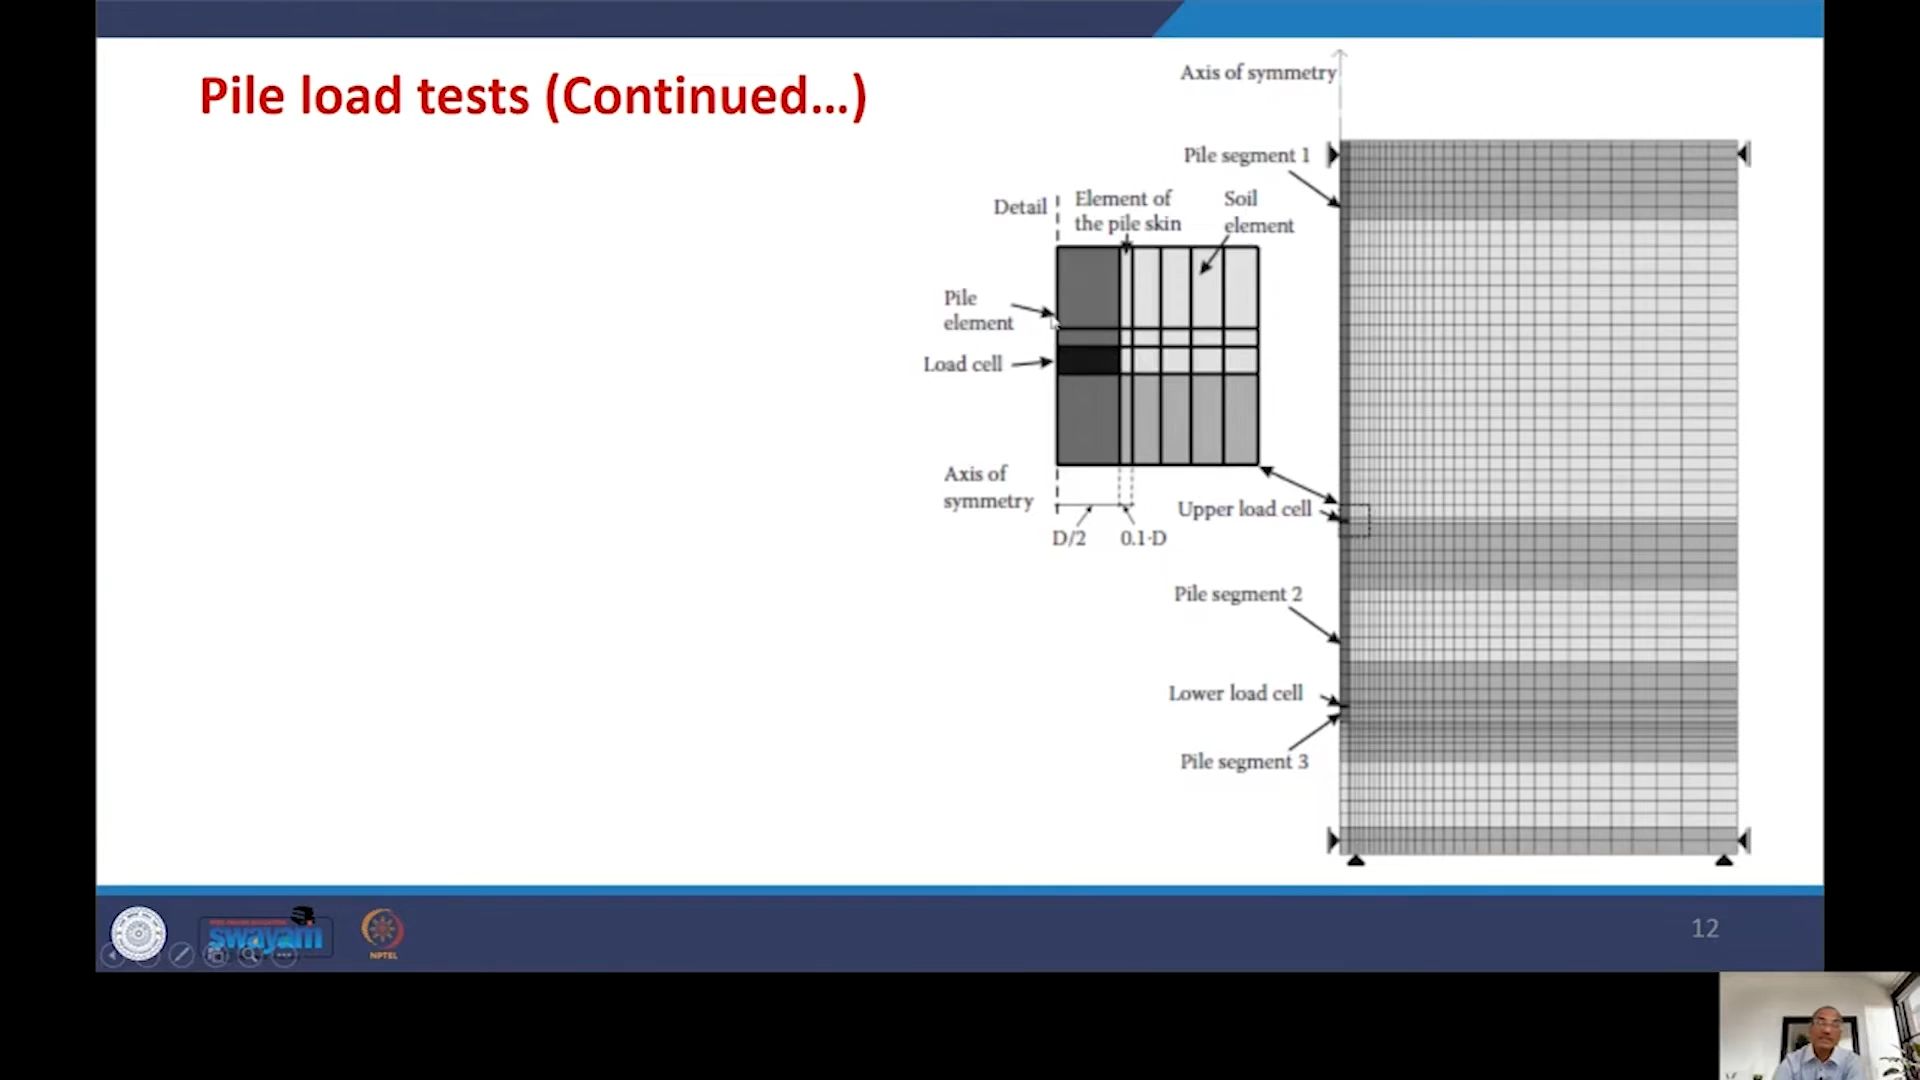 Pile load tests (Continued...)
Axis of symmetry
Pile segment 1
Detail
Element of
the pile skin
Soil
element
Pile
element
Load cell
Axis of
symmetry
D/2
0.1·D
Upper load cell
Pile segment 2
Lower load cell
Pile segment 3
swayam
NPTEL
12